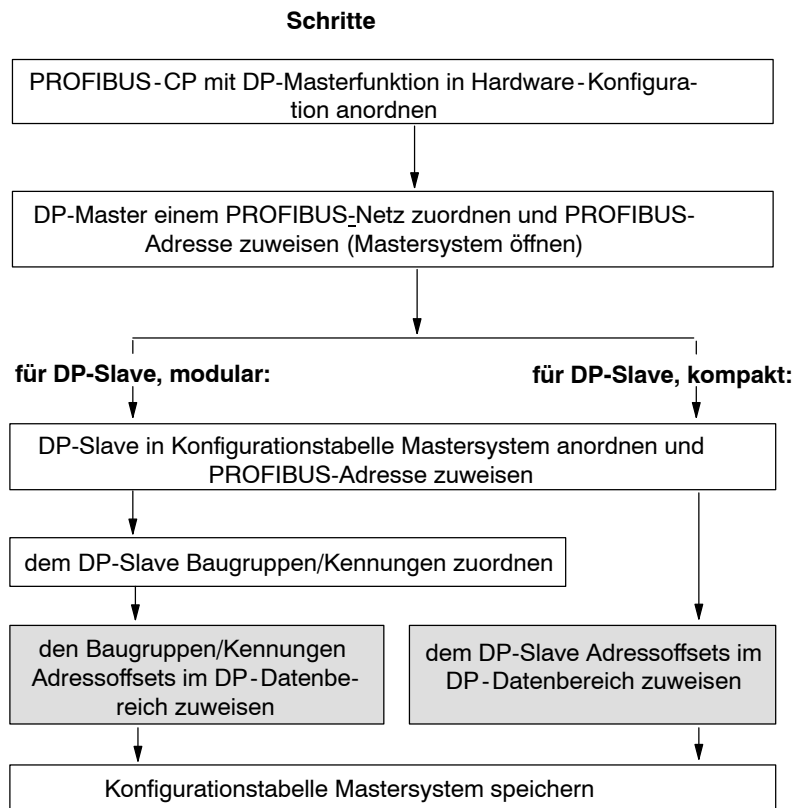 Schritte
PROFIBUS-CP mit DP-Masterfunktion in Hardware-Konfigura-
tion anordnen
DP-Master einem PROFIBUS-Netz zuordnen und PROFIBUS-
Adresse zuweisen (Mastersystem öffnen)
für DP-Slave, modular:
für DP-Slave, kompakt:
DP-Slave in Konfigurationstabelle Mastersystem anordnen und
PROFIBUS-Adresse zuweisen
dem DP-Slave Baugruppen/Kennungen zuordnen
den Baugruppen/Kennungen
Adressoffsets im DP-Datenbe-
reich zuweisen
dem DP-Slave Adressoffsets im
DP-Datenbereich zuweisen
Konfigurationstabelle Mastersystem speichern